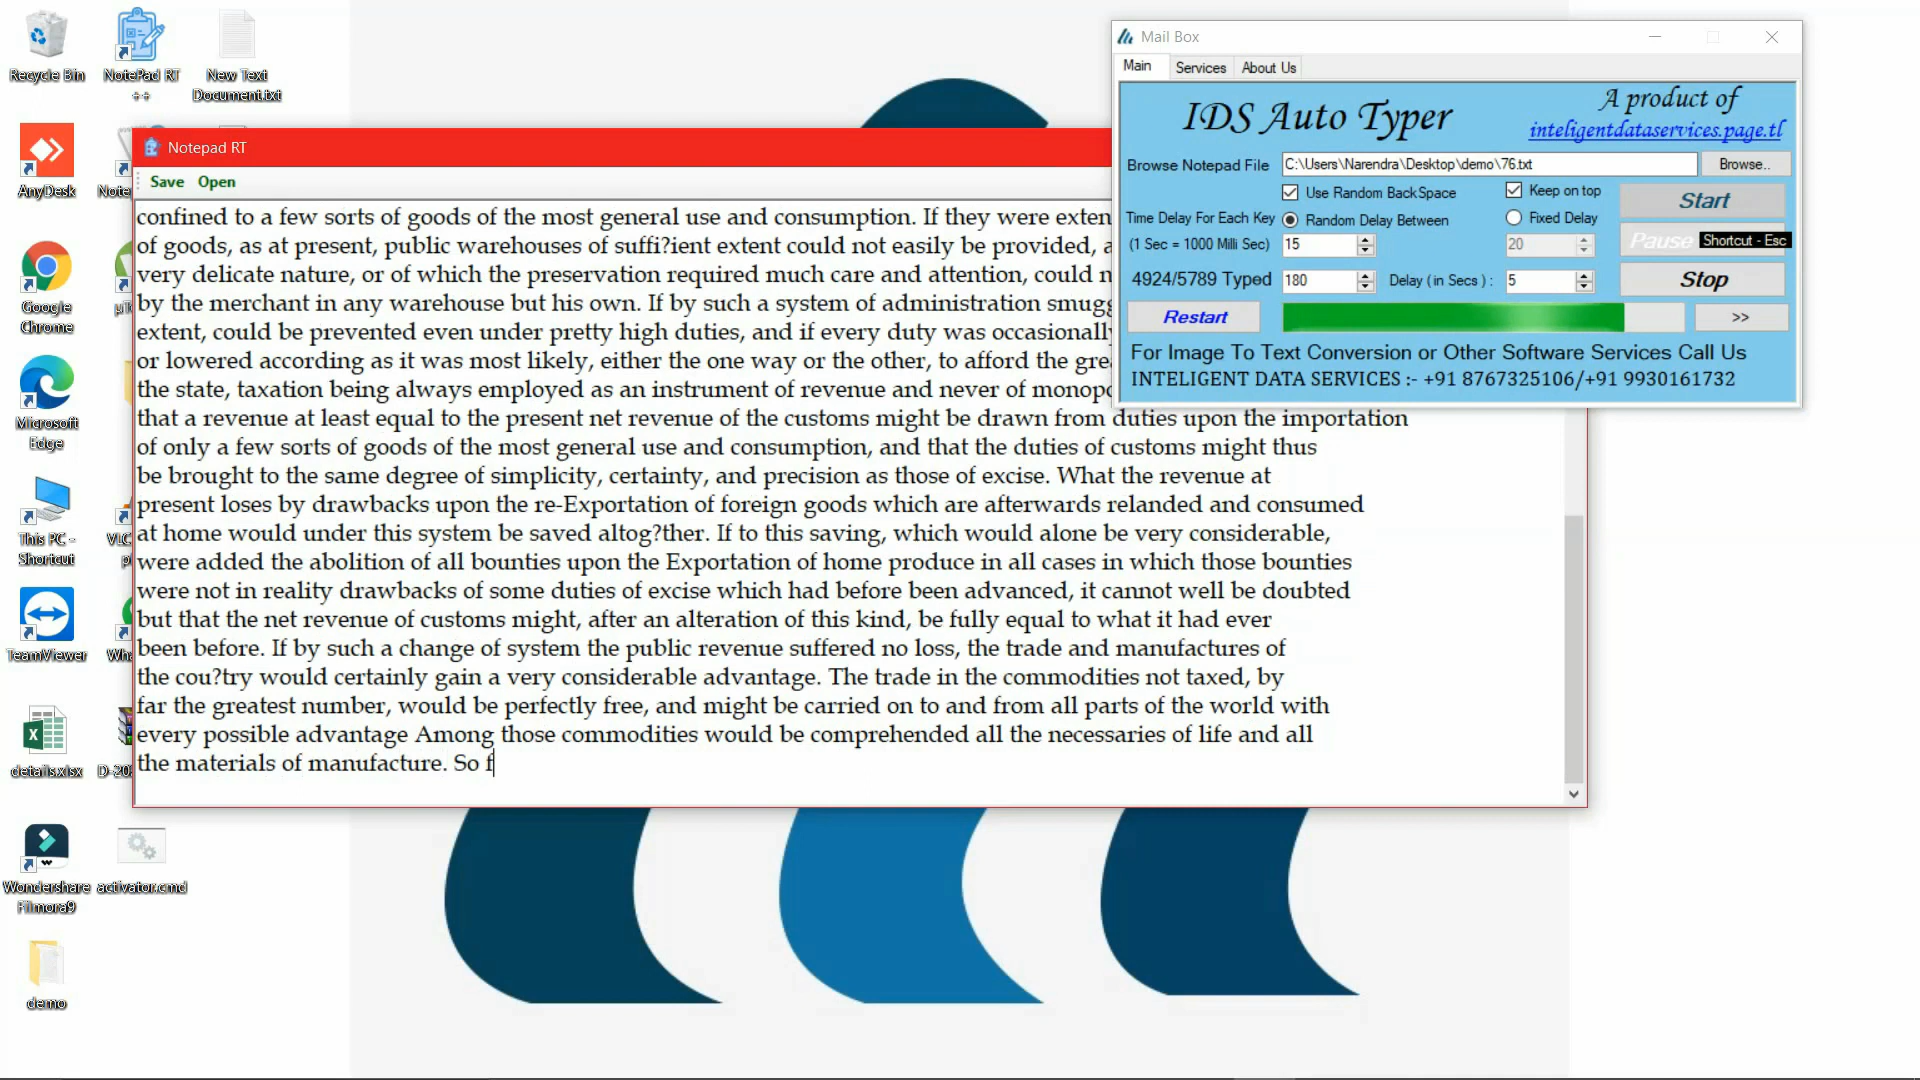 Recycle Bin
NotePad RT ++
New Text Document.txt
AnyDesk
Note
Google Chrome
Microsoft Edge
This PC - Shortcut
TeamViewer
details.xlsx
Wondershare Filmora9
activator.cmd
demo
Notepad RT
Save Open
confined to a few sorts of goods of the most general use and consumption. If they were exten
of goods, as at present, public warehouses of suffi?ient extent could not easily be provided, a
very delicate nature, or of which the preservation required much care and attention, could n
by the merchant in any warehouse but his own. If by such a system of administration smugg
extent, could be prevented even under pretty high duties, and if every duty was occasionally
or lowered according as it was most likely, either the one way or the other, to afford the grea
the state, taxation being always employed as an instrument of revenue and never of monopo
that a revenue at least equal to the present net revenue of the customs might be drawn from duties upon the importation
of only a few sorts of goods of the most general use and consumption, and that the duties of customs might thus
be brought to the same degree of simplicity, certainty, and precision as those of excise. What the revenue at
present loses by drawbacks upon the re-Exportation of foreign goods which are afterwards relanded and consumed
at home would under this system be saved altog?ther. If to this saving, which would alone be very considerable,
were added the abolition of all bounties upon the Exportation of home produce in all cases in which those bounties
were not in reality drawbacks of some duties of excise which had before been advanced, it cannot well be doubted
but that the net revenue of customs might, after an alteration of this kind, be fully equal to what it had ever
been before. If by such a change of system the public revenue suffered no loss, the trade and manufactures of
the cou?try would certainly gain a very considerable advantage. The trade in the commodities not taxed, by
far the greatest number, would be perfectly free, and might be carried on to and from all parts of the world with
every possible advantage Among those commodities would be comprehended all the necessaries of life and all
the materials of manufacture. So f
Mail Box
Main Services About Us
IDS Auto Typer
A product of
inteligentdataservices.page.tl
Browse Notepad File C:\Users\Narendra\Desktop\demo\76.txt Browse..
Use Random BackSpace Keep on top Start
Time Delay For Each Key Random Delay Between Fixed Delay
(1 Sec = 1000 Milli Sec) 15 20 Pause Shortcut - Esc
4924/5789 Typed 180 Delay ( in Secs ) : 5 Stop
Restart >>
For Image To Text Conversion or Other Software Services Call Us
INTELIGENT DATA SERVICES :- +91 8767325106/+91 9930161732